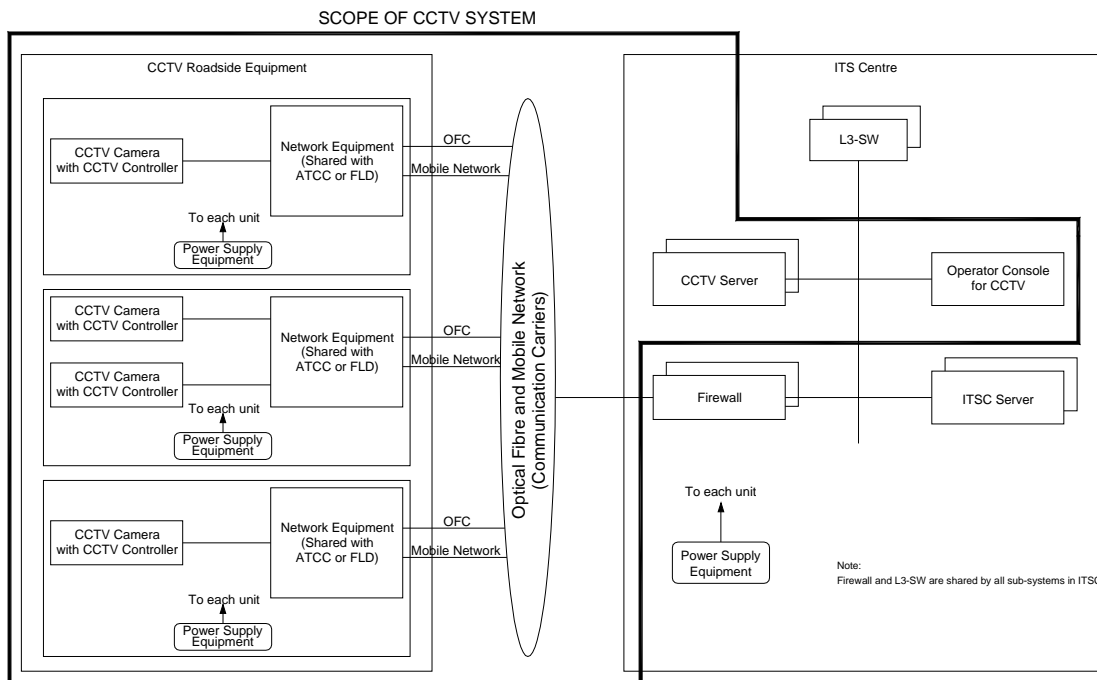 SCOPE OF CCTV SYSTEM
CCTV Roadside Equipment
CCTV Camera
with CCTV Controller
Network Equipment
(Shared with
ATCC or FLD)
OFC
Mobile Network
To each unit
Power Supply
Equipment
CCTV Camera
with CCTV Controller
CCTV Camera
with CCTV Controller
Network Equipment
(Shared with
ATCC or FLD)
OFC
Mobile Network
To each unit
Power Supply
Equipment
CCTV Camera
with CCTV Controller
Network Equipment
(Shared with
ATCC or FLD)
OFC
Mobile Network
To each unit
Power Supply
Equipment
Optical Fibre and Mobile Network
(Communication Carriers)
ITS Centre
L3-SW
CCTV Server
Operator Console
for CCTV
Firewall
ITSC Server
To each unit
Power Supply
Equipment
Note:
Firewall and L3-SW are shared by all sub-systems in ITSC